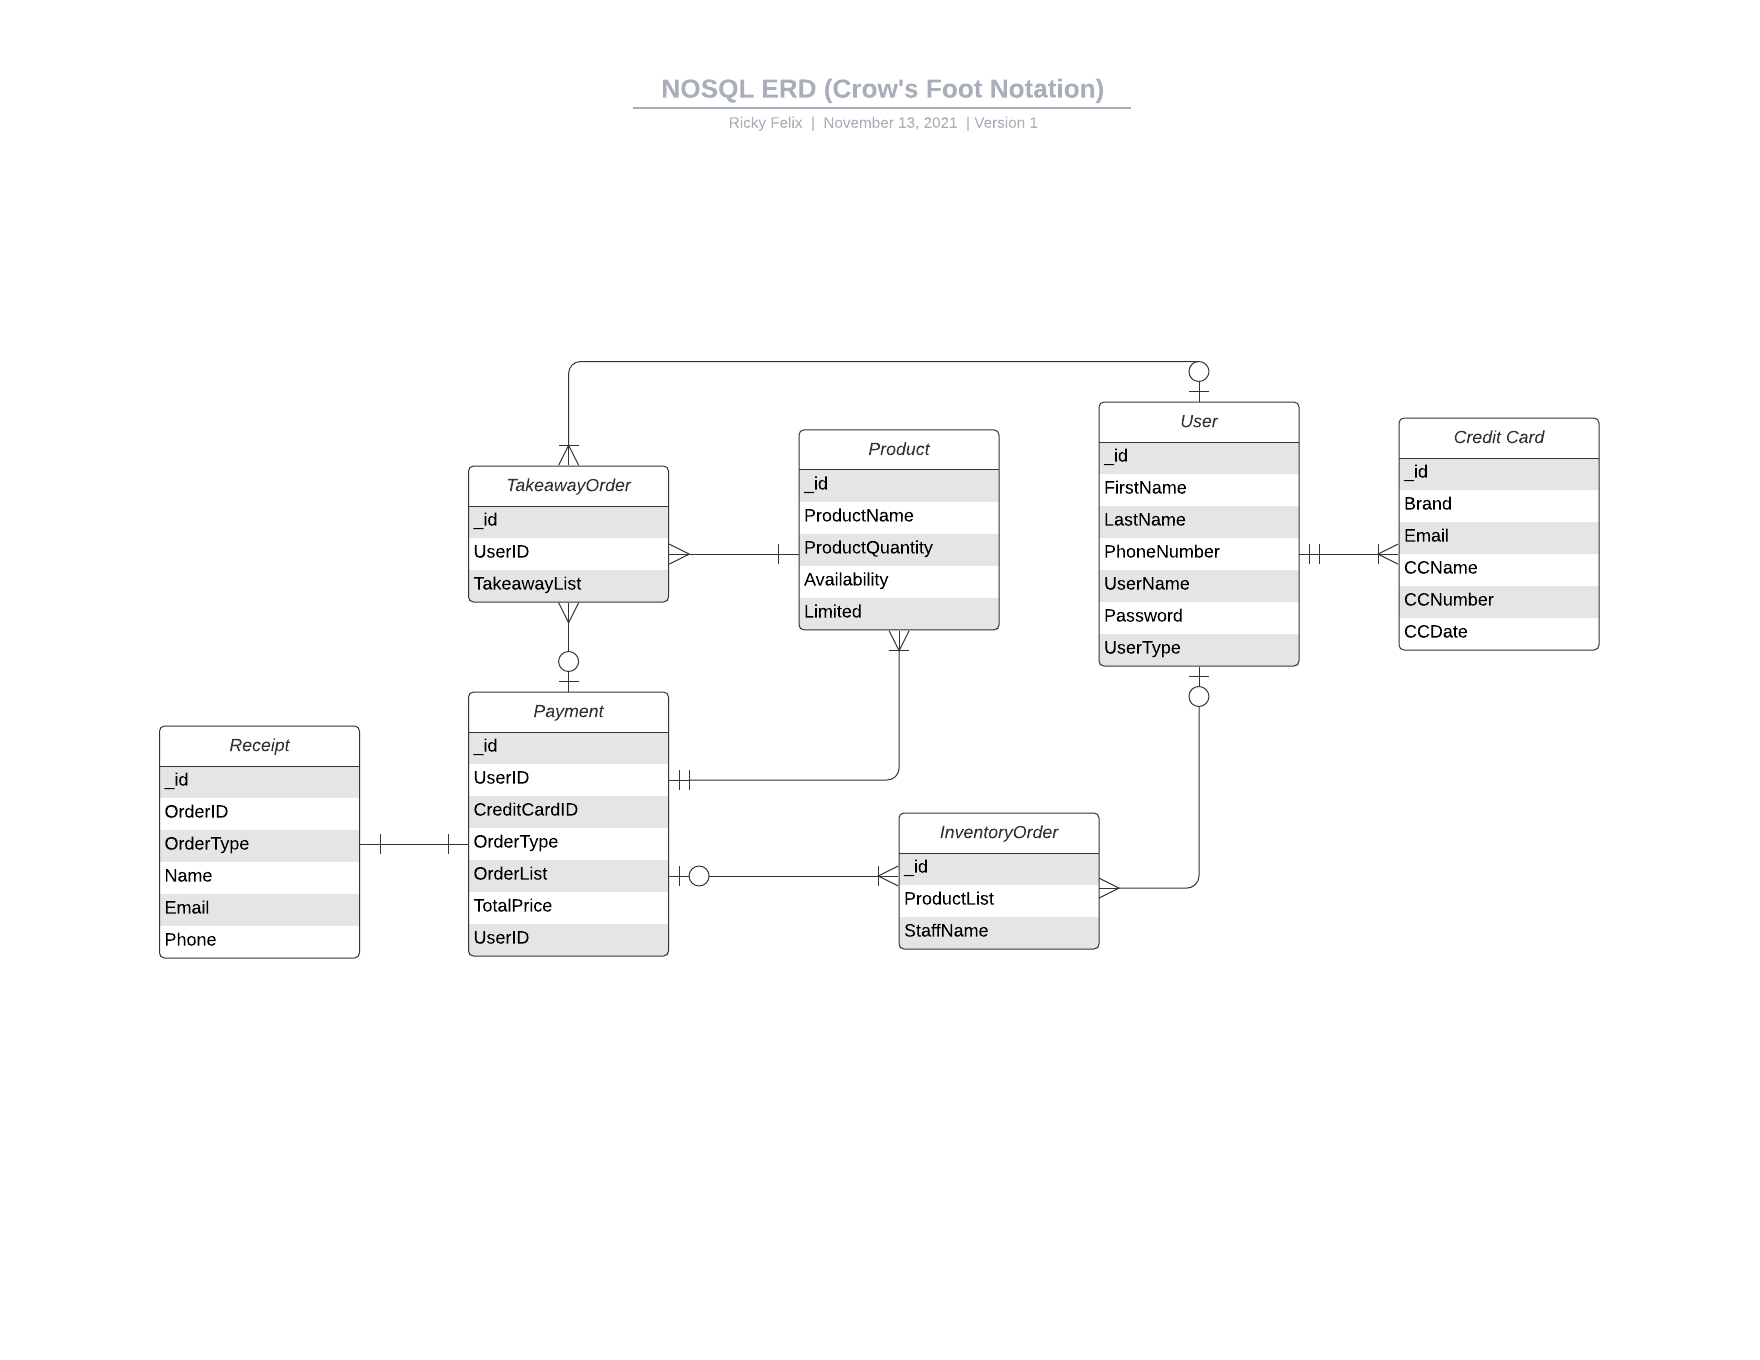 NOSQL ERD (Crow's Foot Notation)
Ricky Felix | November 13, 2021 | Version 1
TakeawayOrder
_id
UserID
TakeawayList
Product
_id
ProductName
ProductQuantity
Availability
Limited
User
_id
FirstName
LastName
PhoneNumber
UserName
Password
UserType
Credit Card
_id
Brand
Email
CCName
CCNumber
CCDate
Receipt
_id
OrderID
OrderType
Name
Email
Phone
Payment
_id
UserID
CreditCardID
OrderType
OrderList
TotalPrice
UserID
InventoryOrder
_id
ProductList
StaffName